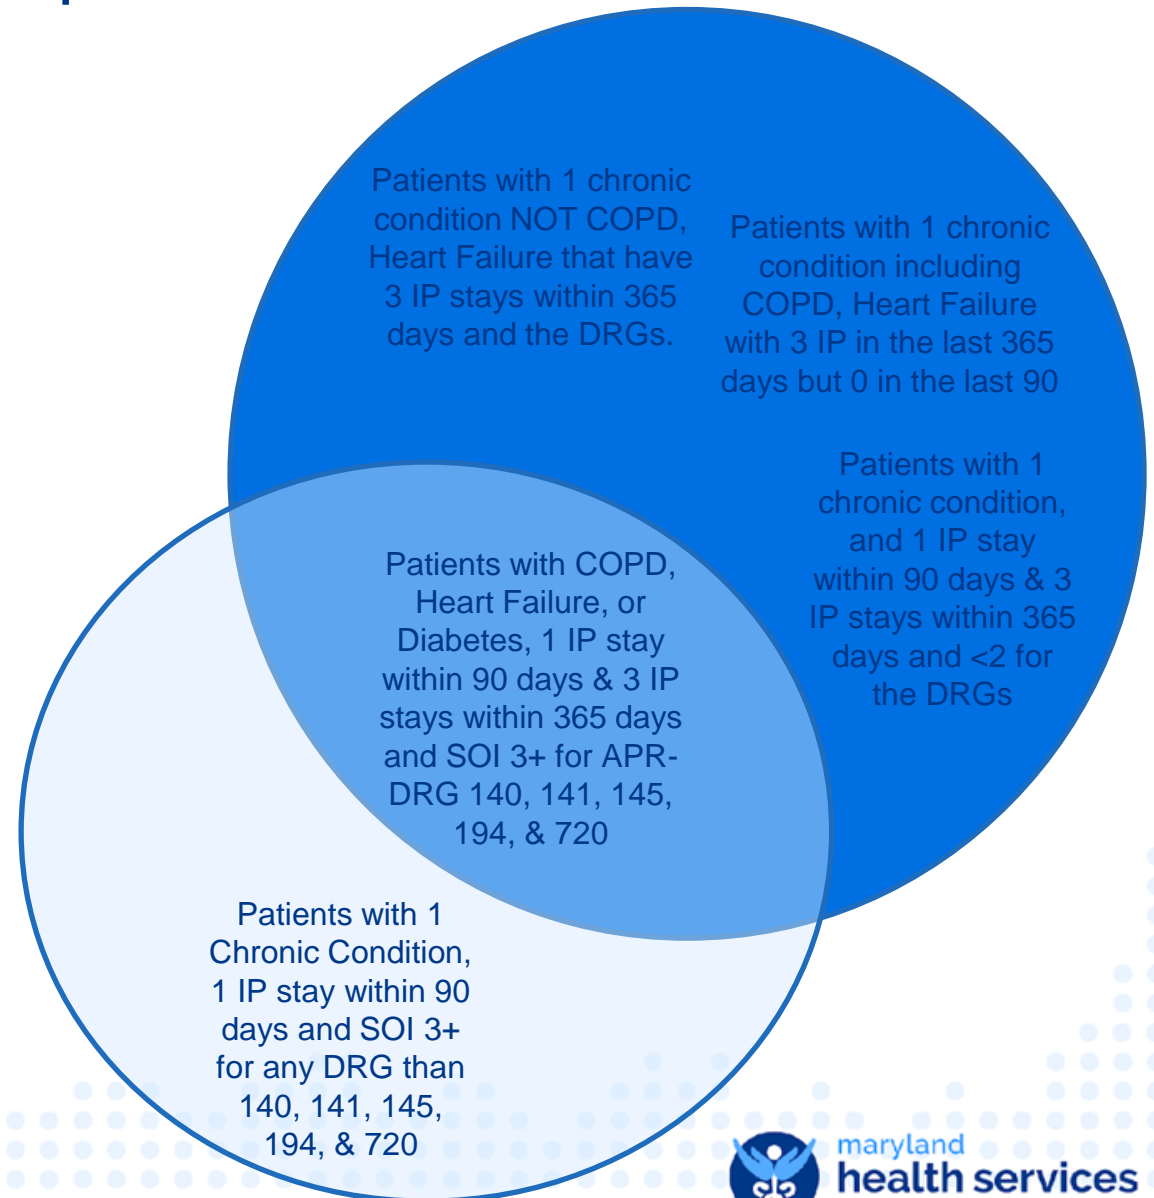 Patients with 1 chronic
condition NOT COPD,
Heart Failure that have
3 IP stays within 365
days and the DRGs.
Patients with 1 chronic
condition including
COPD, Heart Failure
with 3 IP in the last 365
days but 0 in the last 90
Patients with 1
chronic condition,
and 1 IP stay
within 90 days & 3
IP stays within 365
days and <2 for
the DRGs
Patients with COPD,
Heart Failure, or
Diabetes, 1 IP stay
within 90 days & 3 IP
stays within 365 days
and SOI 3+ for APR-
DRG 140, 141, 145,
194, & 720
Patients with 1
Chronic Condition,
1 IP stay within 90
days and SOI 3+
for any DRG than
140, 141, 145,
194, & 720
maryland
health services